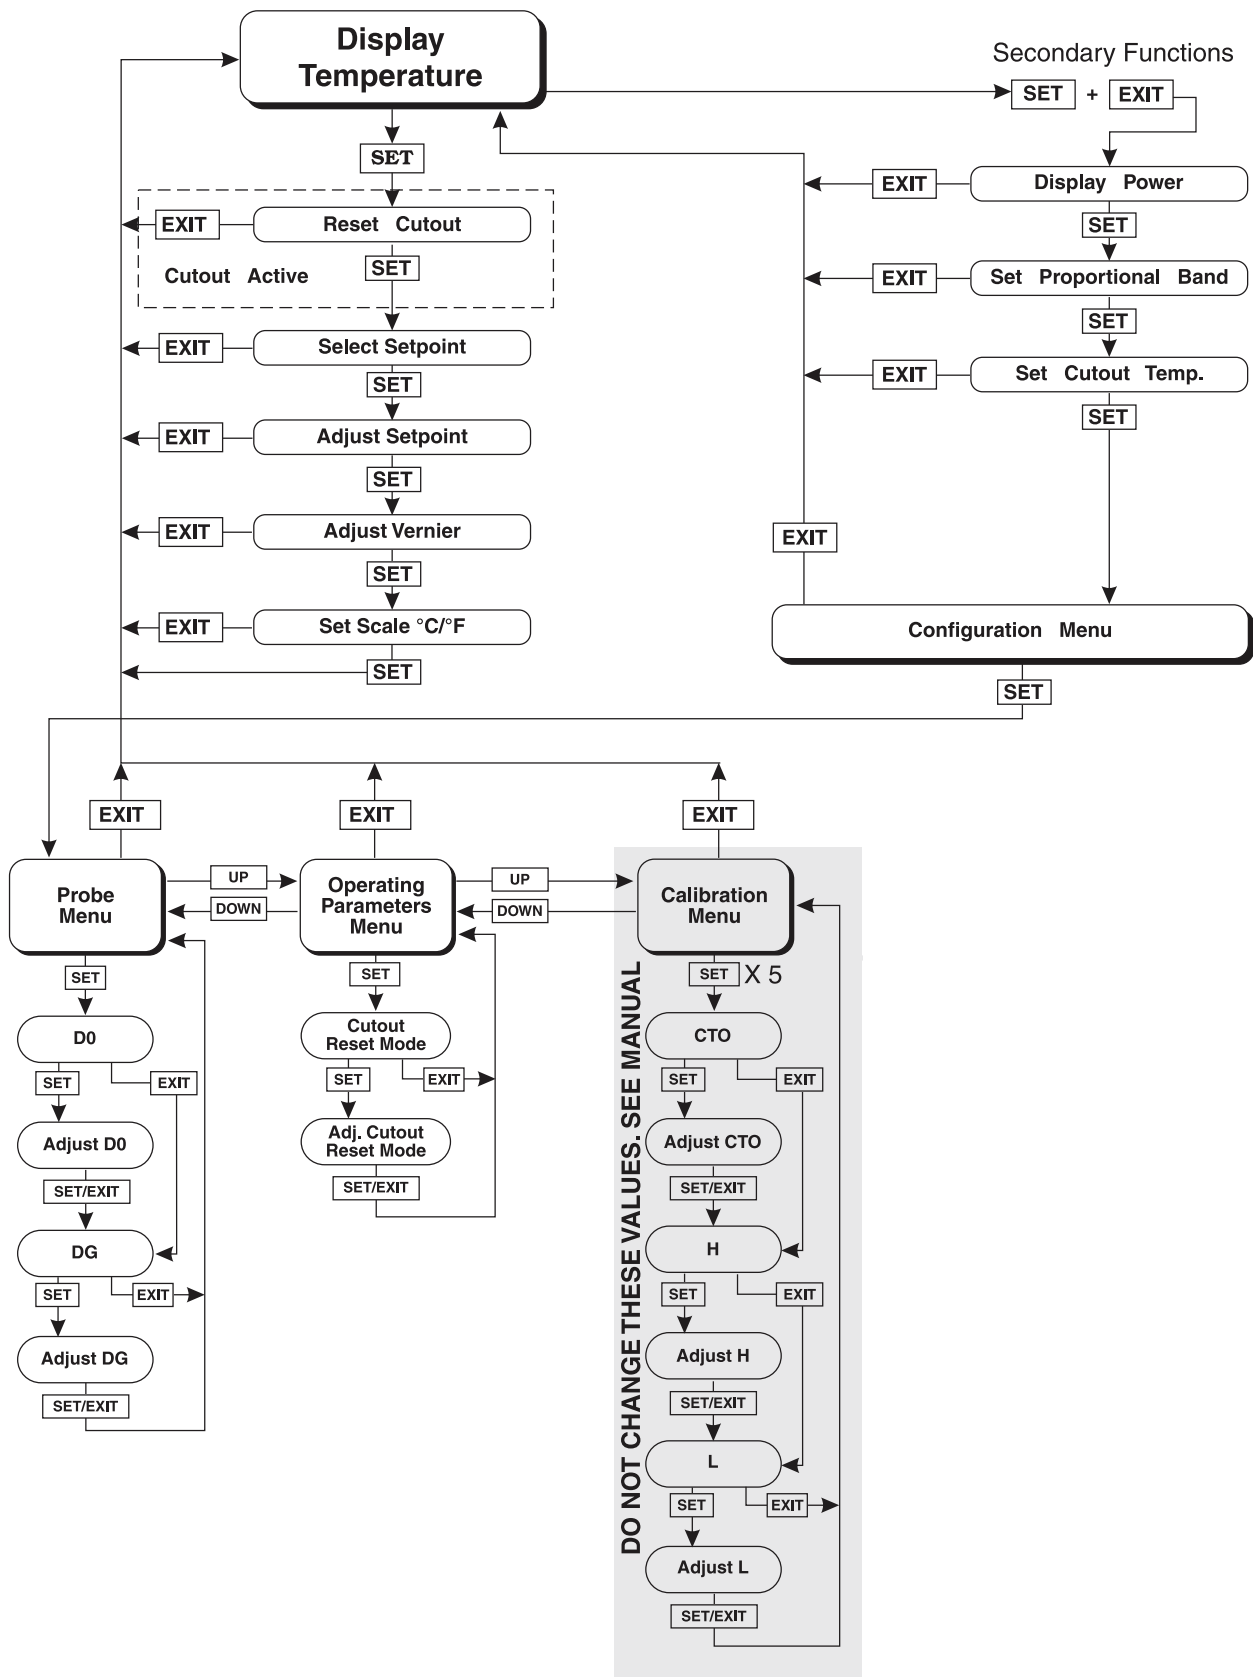 Display
Temperature
Secondary Functions
SET + EXIT
SET
EXIT Reset Cutout
Cutout Active SET
EXIT Select Setpoint
SET
EXIT Adjust Setpoint
SET
EXIT Adjust Vernier
SET
EXIT Set Scale °C/°F
SET
EXIT Display Power
SET
EXIT Set Proportional Band
SET
EXIT Set Cutout Temp.
SET
EXIT
Configuration Menu
SET
EXIT
EXIT
EXIT
Probe
Menu
UP
DOWN
Operating
Parameters
Menu
UP
DOWN
Calibration
Menu
SET
D0
SET EXIT
Adjust D0
SET/EXIT
DG
SET EXIT
Adjust DG
SET/EXIT
SET
Cutout
Reset Mode
SET EXIT
Adj. Cutout
Reset Mode
SET/EXIT
DO NOT CHANGE THESE VALUES. SEE MANUAL
SET X 5
CTO
SET EXIT
Adjust CTO
SET/EXIT
H
SET EXIT
Adjust H
SET/EXIT
L
SET EXIT
Adjust L
SET/EXIT